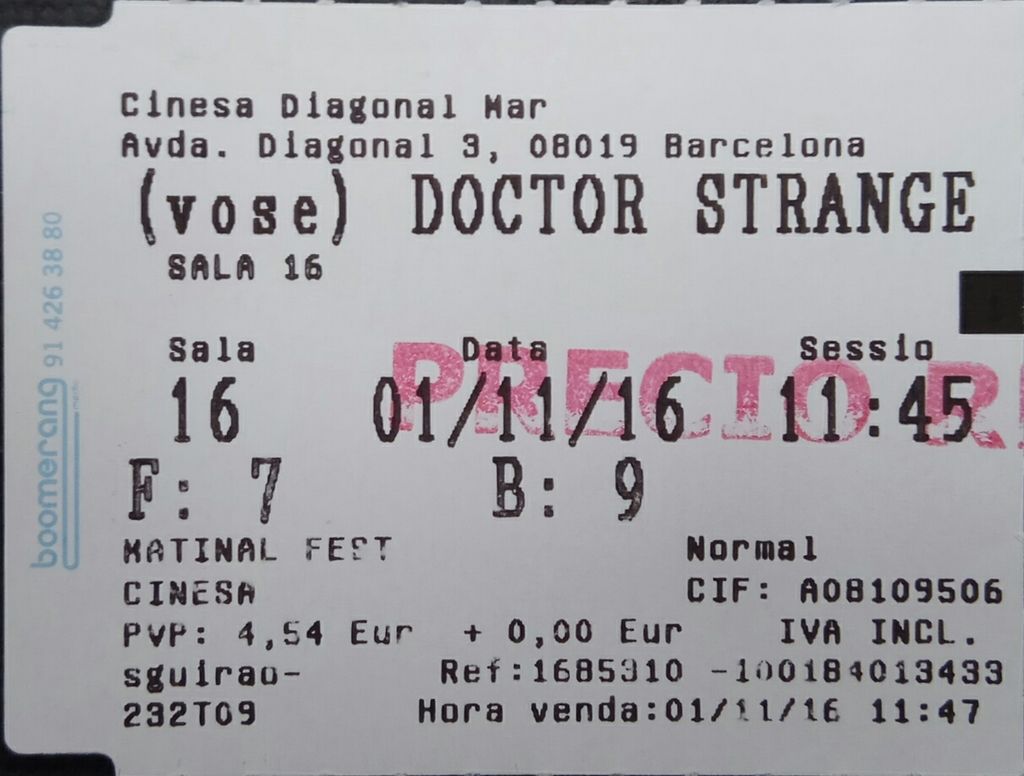 Cinesa Diagonal Mar
Avda. Diagonal 3, 08019 Barcelona
(vose) DOCTOR STRANGE
SALA 16
Sala Data Sessio
16 01/11/16 11:45
PRECIO R
F: 7 B: 9
MATINAL FEST Normal
CINESA CIF: A08109506
PVP: 4,54 Eur + 0,00 Eur IVA INCL.
sguirao- Ref:1685310 -100184013433
232T09 Hora venda:01/11/16 11:47
boomerang 91 426 38 80